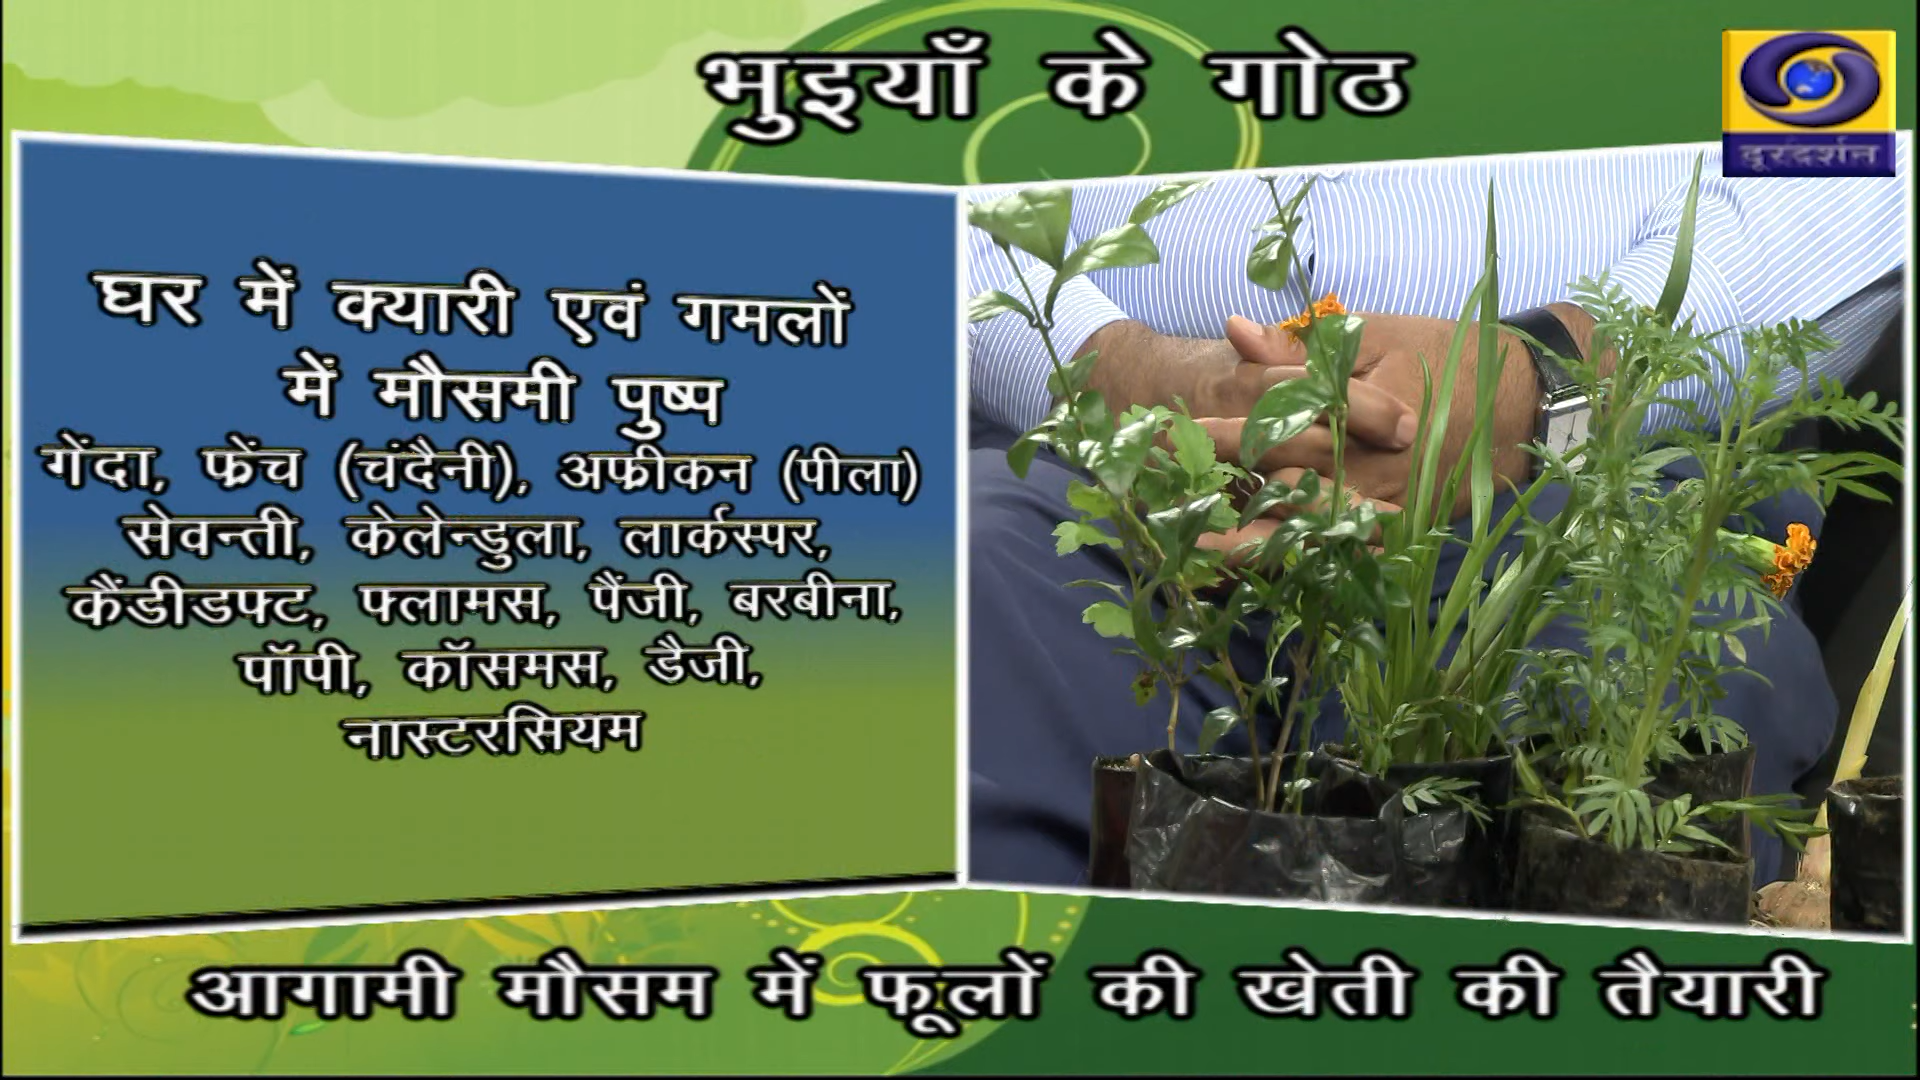 भुइयाँ के गोठ
दूरदर्शन
घर में क्यारी एवं गमलों
में मौसमी पुष्प
गेंदा, फ्रेंच (चंदैनी), अफ्रीकन (पीला)
सेवन्ती, केलेन्डुला, लार्कस्पर,
कैंडीडफ्ट, फ्लामस, पैंजी, बरबीना,
पॉपी, कॉसमस, डैजी,
नास्टरसियम
आगामी मौसम में फूलों की खेती की तैयारी